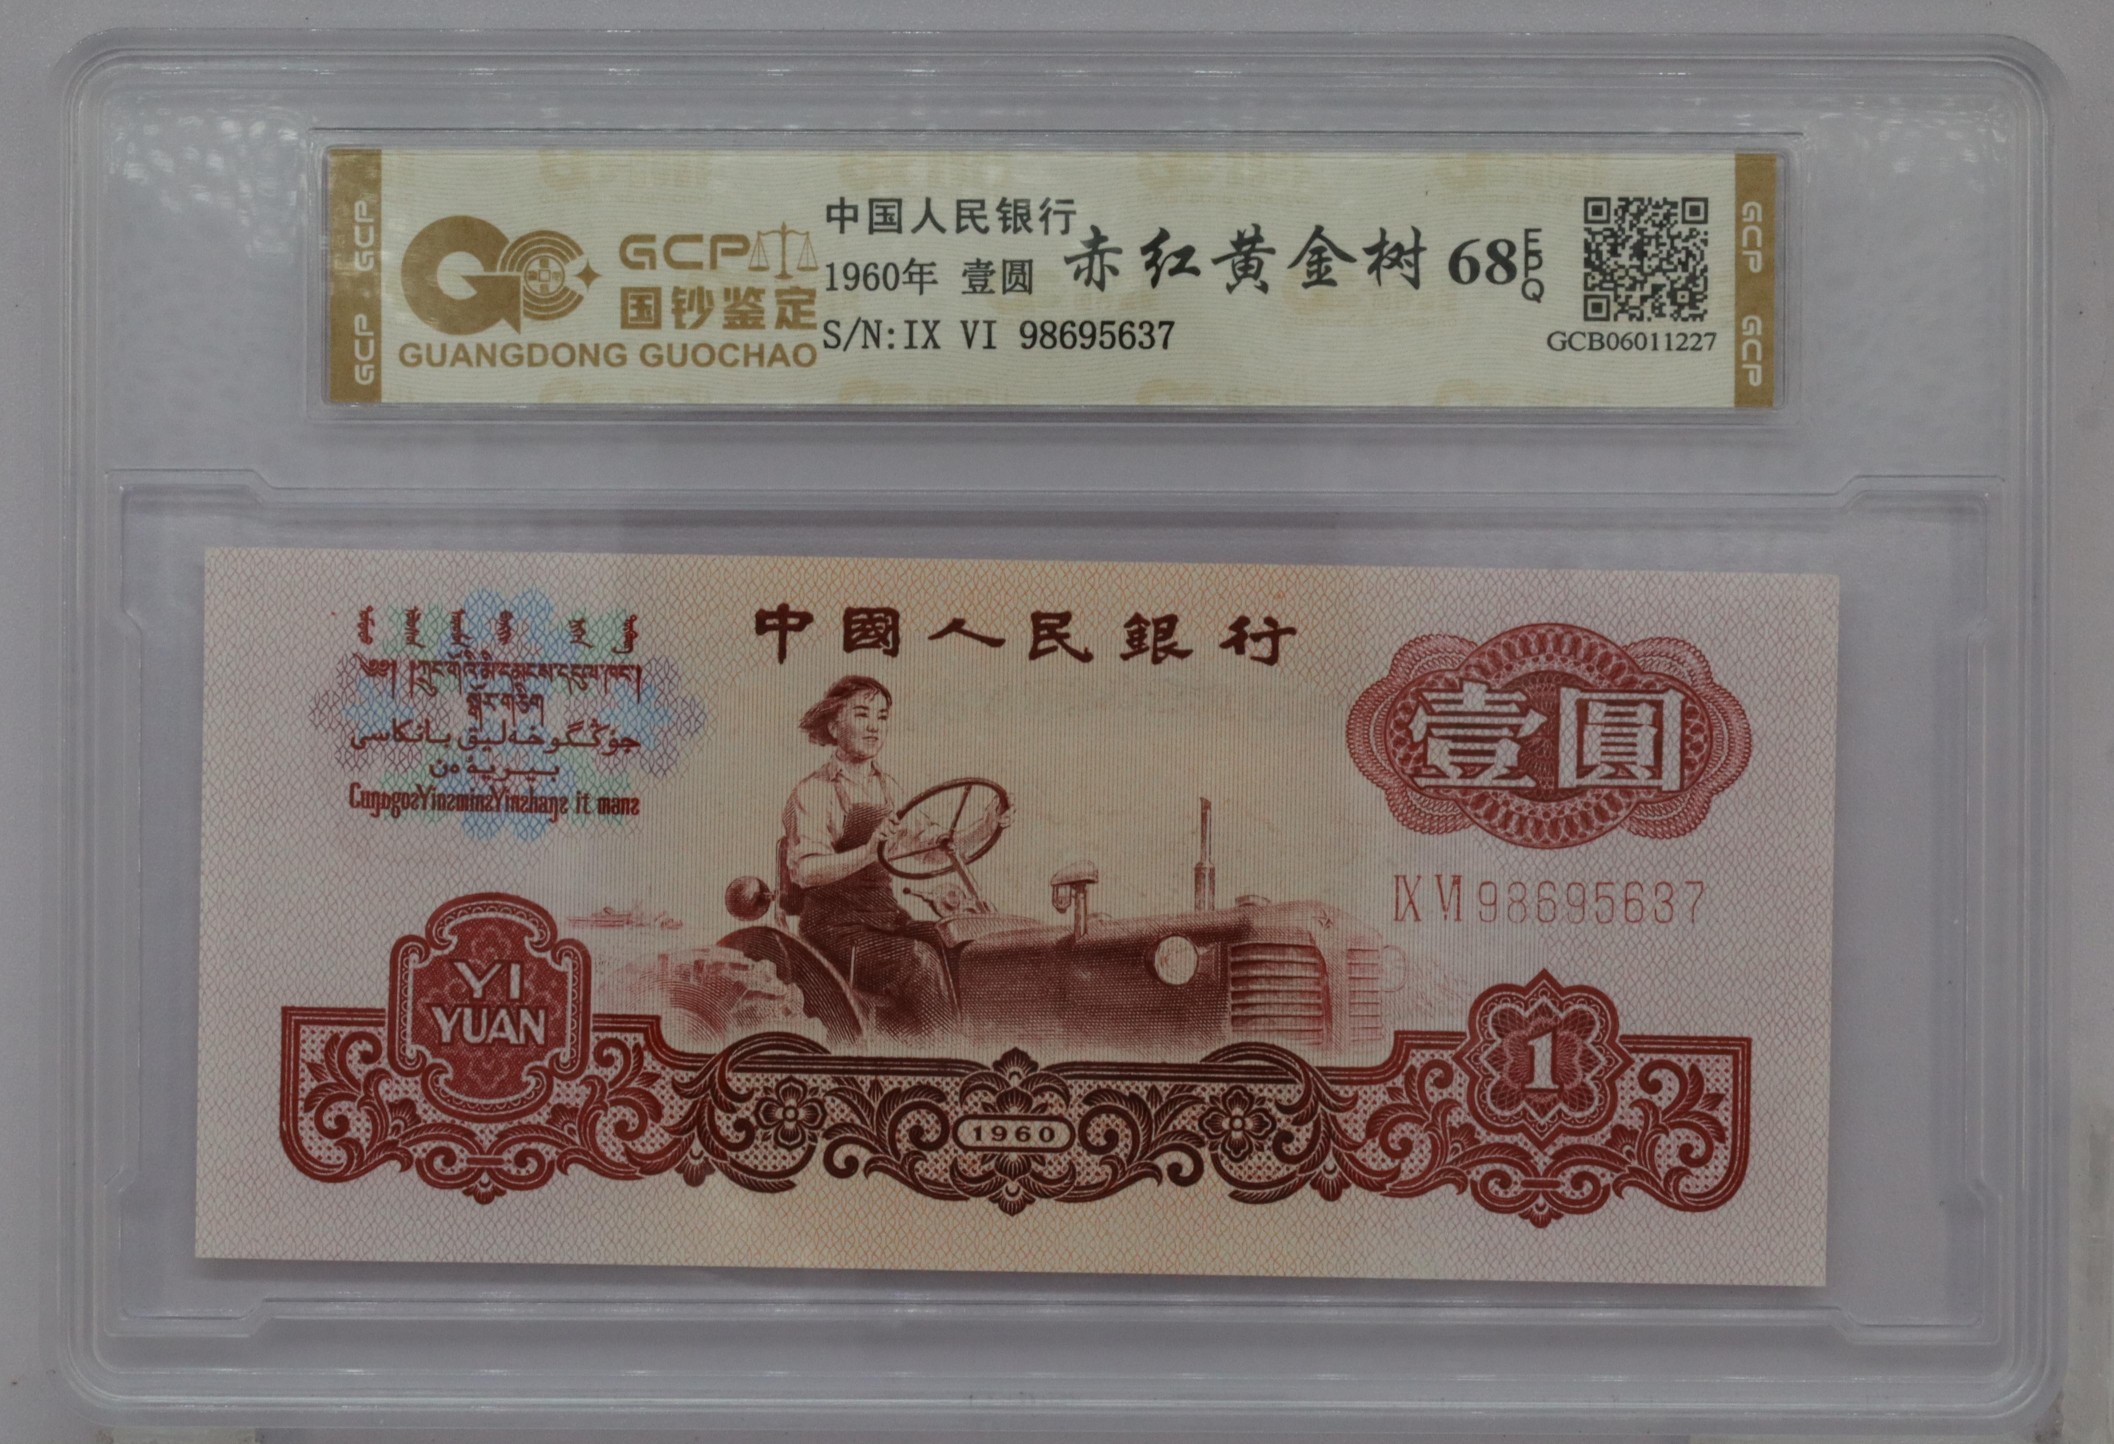 GCP GCP
GCP
国钞鉴定
GUANGDONG GUOCHAO
中国人民银行
1960年 壹圆
赤红黄金树 68 EPQ
S/N:IX VI 98695637
GCB06011227
GCP GCP
中國人民銀行
壹圓
IX VI 98695637
YI
YUAN
1960
1